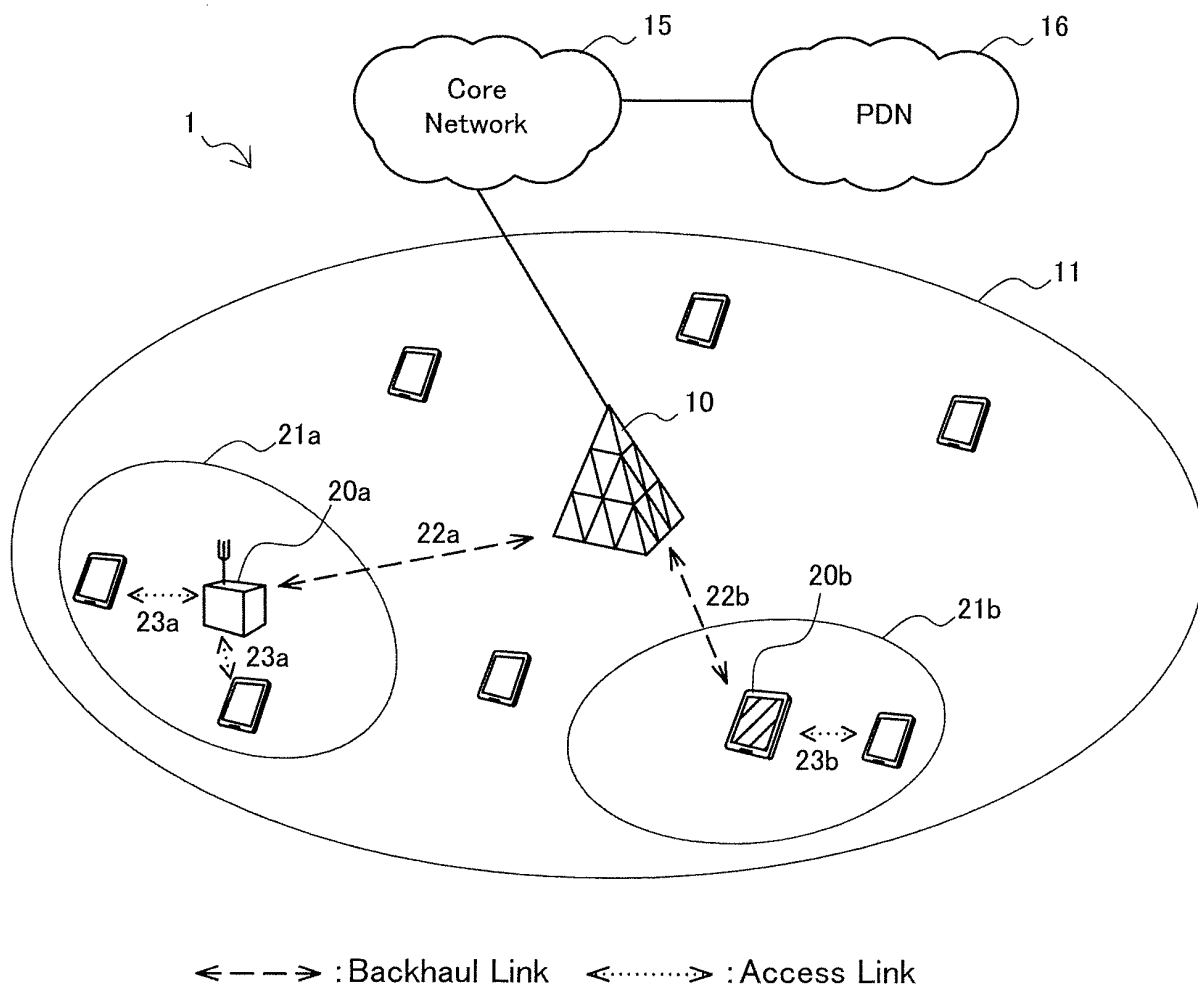 15
16
Core
Network
PDN
1
11
10
21a
20a
22a
20b
22b
21b
23a
23a
23b
: Backhaul Link
: Access Link